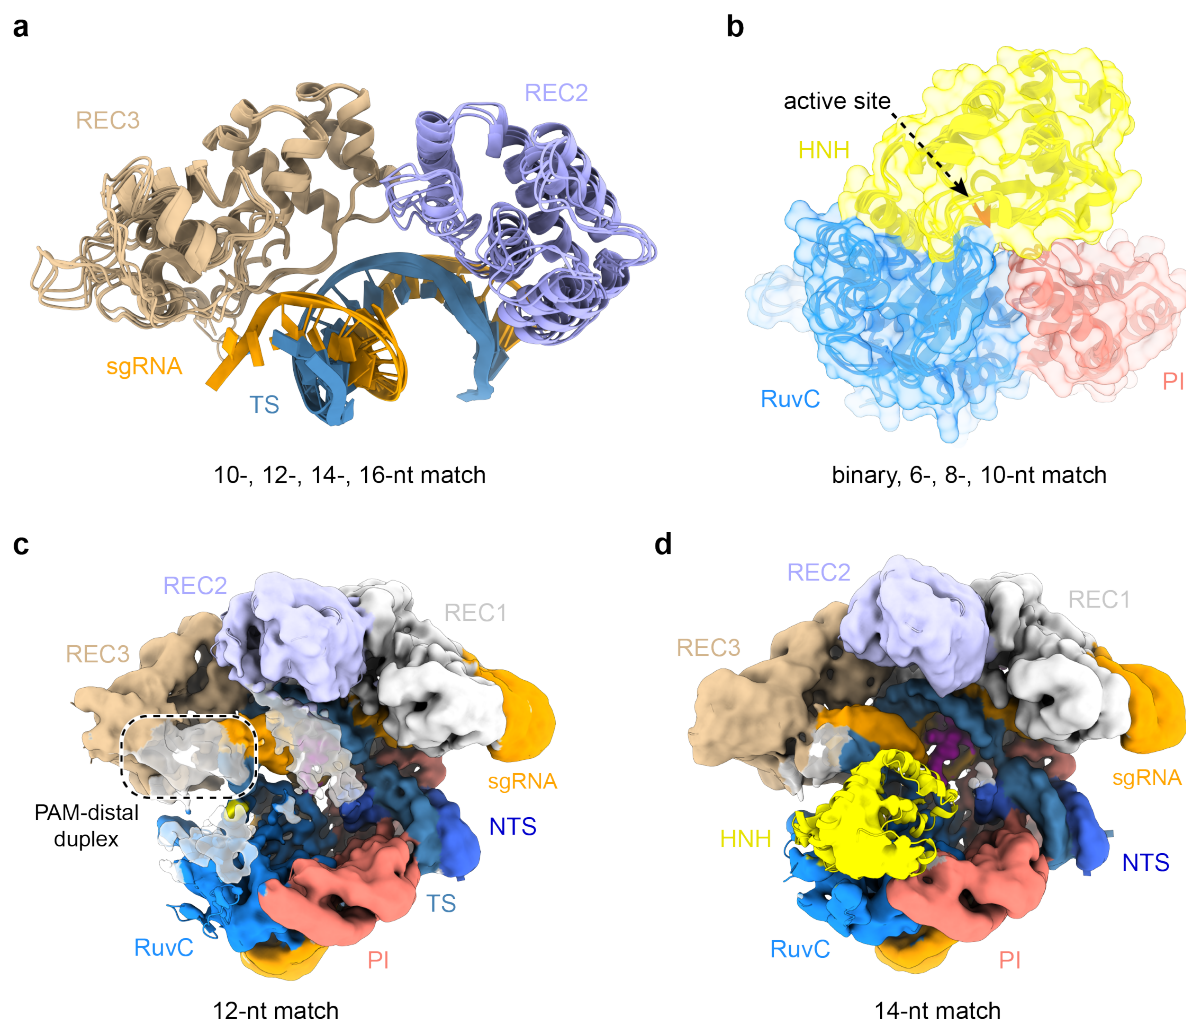 a
REC3
REC2
sgRNA
TS
10-, 12-, 14-, 16-nt match
b
active site
HNH
RuvC
PI
binary, 6-, 8-, 10-nt match
c
REC2
REC1
REC3
sgRNA
PAM-distal
duplex
NTS
TS
RuvC
PI
12-nt match
d
REC2
REC1
REC3
sgRNA
HNH
NTS
RuvC
PI
14-nt match